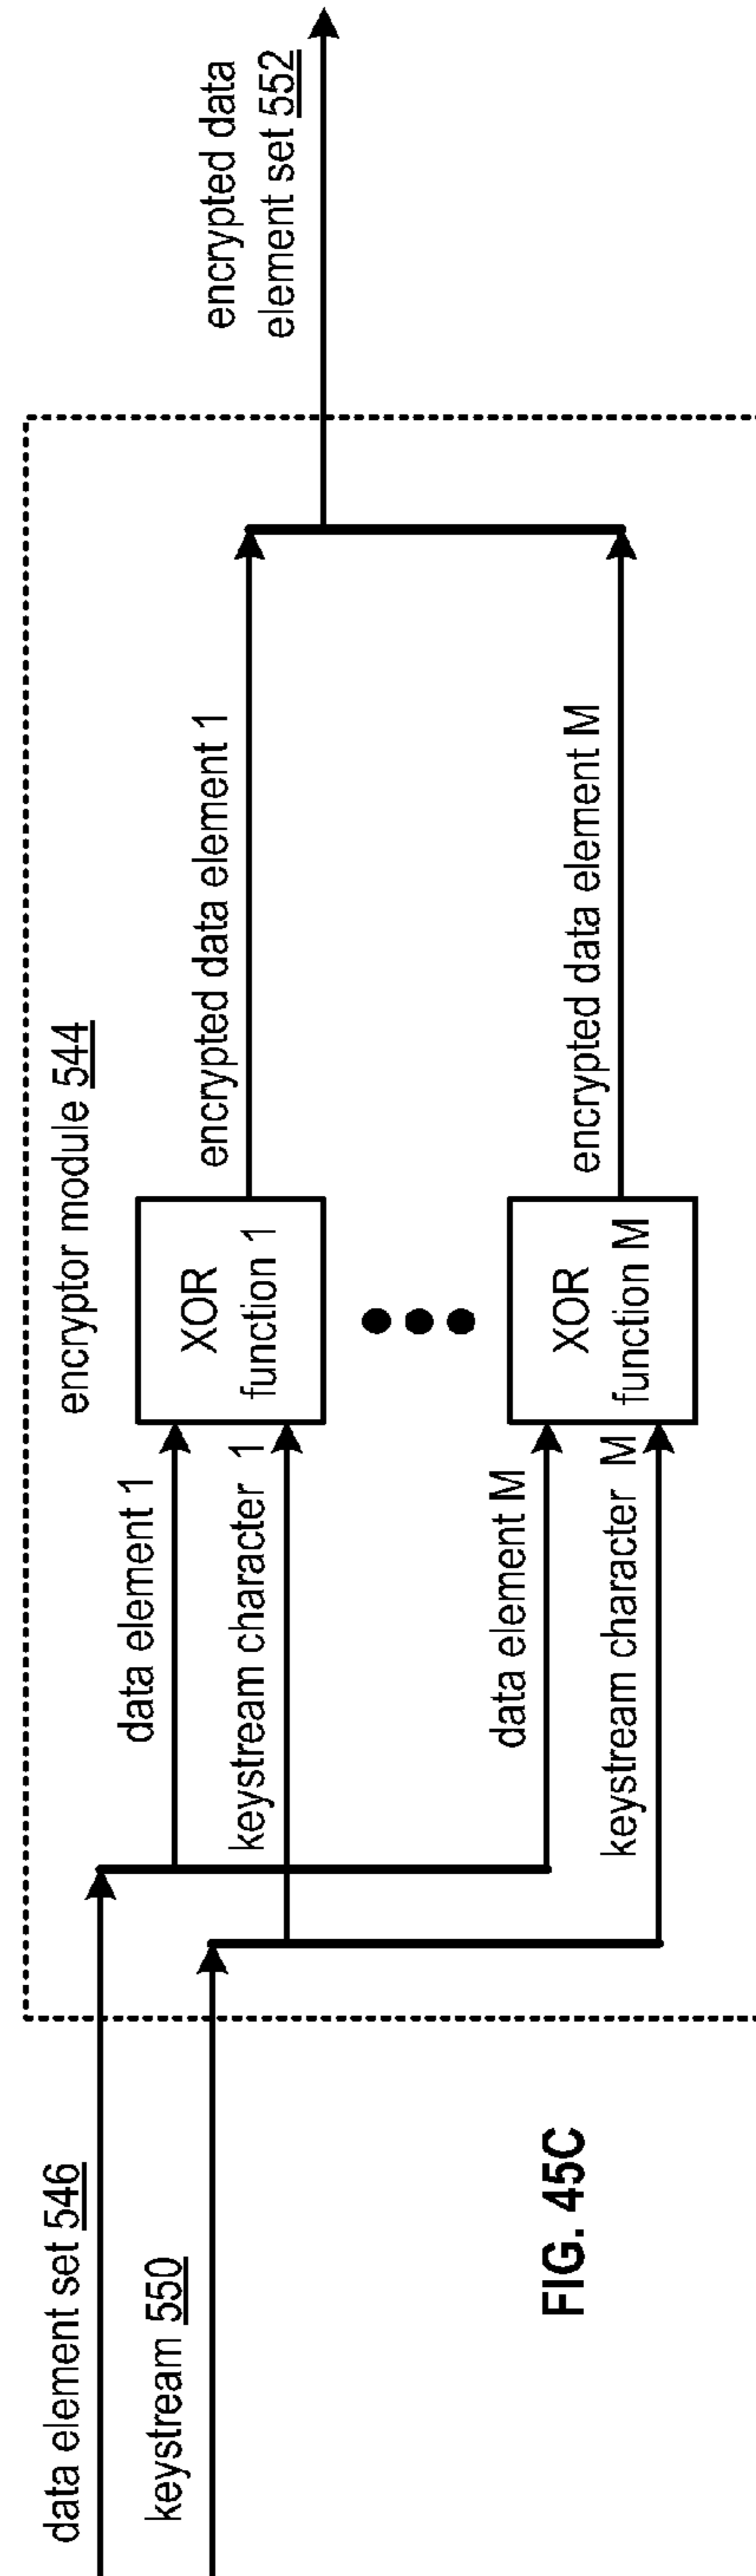 data element set 546
keystream 550
encryptor module 544
data element 1
keystream character 1
XOR
function 1
encrypted data element 1
data element M
keystream character M
XOR
function M
encrypted data element M
encrypted data
element set 552
FIG. 45C